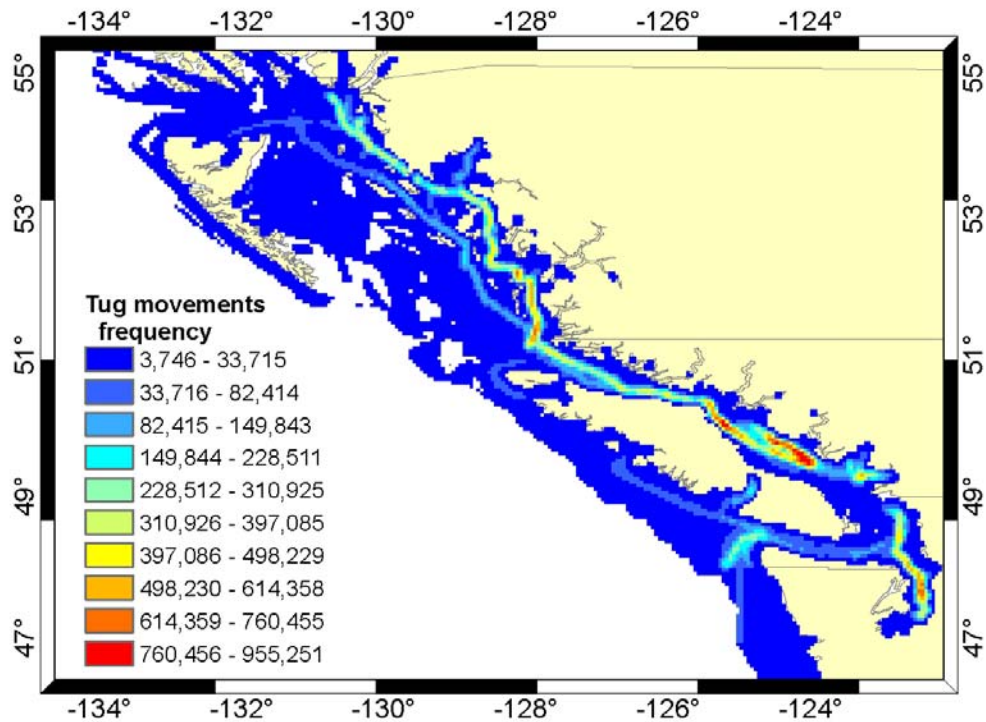 -134° -132° -130° -128° -126° -124°
55° 55°
53° 53°
Tug movements
frequency
3,746 - 33,715
51° 51°
33,716 - 82,414
82,415 - 149,843
149,844 - 228,511
228,512 - 310,925
49° 49°
310,926 - 397,085
397,086 - 498,229
498,230 - 614,358
614,359 - 760,455
47° 47°
760,456 - 955,251
-134° -132° -130° -128° -126° -124°